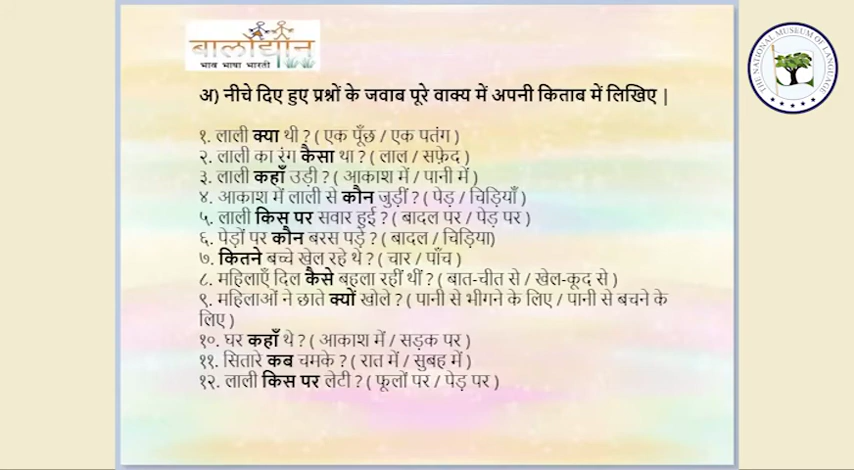 बालोद्यान
भाव भाषा भारती
THE NATIONAL MUSEUM OF LANGUAGE
अ) नीचे दिए हुए प्रश्नों के जवाब पूरे वाक्य में अपनी किताब में लिखिए |
१. लाली क्या थी ? ( एक पूँछ / एक पतंग )
२. लाली का रंग कैसा था ? ( लाल / सफ़ेद )
३. लाली कहाँ उड़ी ? ( आकाश में / पानी में )
४. आकाश में लाली से कौन जुड़ीं ? ( पेड़ / चिड़ियाँ )
५. लाली किस पर सवार हुई ? ( बादल पर / पेड़ पर )
६. पेड़ों पर कौन बरस पड़े ? ( बादल / चिड़िया)
७. कितने बच्चे खेल रहे थे ? ( चार / पाँच )
८. महिलाएँ दिल कैसे बहला रहीं थीं ? ( बात-चीत से / खेल-कूद से )
९. महिलाओं ने छाते क्यों खोले ? ( पानी से भीगने के लिए / पानी से बचने के
लिए )
१०. घर कहाँ थे ? ( आकाश में / सड़क पर )
११. सितारे कब चमके ? ( रात में / सुबह में )
१२. लाली किस पर लेटी ? ( फूलों पर / पेड़ पर )